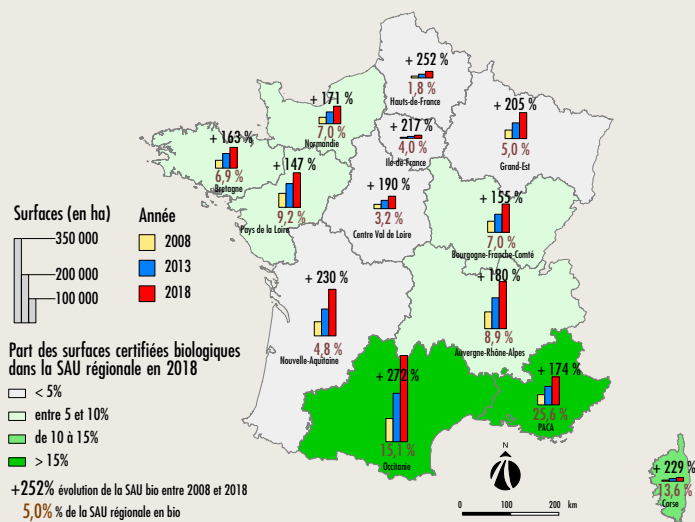 + 252 %
1,8 %
Hauts-de-France
+ 171 %
7,0 %
Normandie
+ 205 %
5,0 %
Grand-Est
+ 217 %
4,0 %
Ile-de-France
+ 163 %
6,9 %
Bretagne
+ 147 %
9,2 %
Pays de la Loire
+ 190 %
3,2 %
Centre Val de Loire
+ 155 %
7,0 %
Bourgogne-Franche-Comté
+ 230 %
4,8 %
Nouvelle-Aquitaine
+ 180 %
8,9 %
Auvergne-Rhône-Alpes
+ 272 %
15,1 %
Occitanie
+ 174 %
25,6 %
PACA
+ 229 %
13,6 %
Corse
Surfaces (en ha)
350 000
200 000
100 000
Année
2008
2013
2018
Part des surfaces certifiées biologiques
dans la SAU régionale en 2018
< 5%
entre 5 et 10%
de 10 à 15%
> 15%
+252% évolution de la SAU bio entre 2008 et 2018
5,0% % de la SAU régionale en bio
N
0 100 200 km